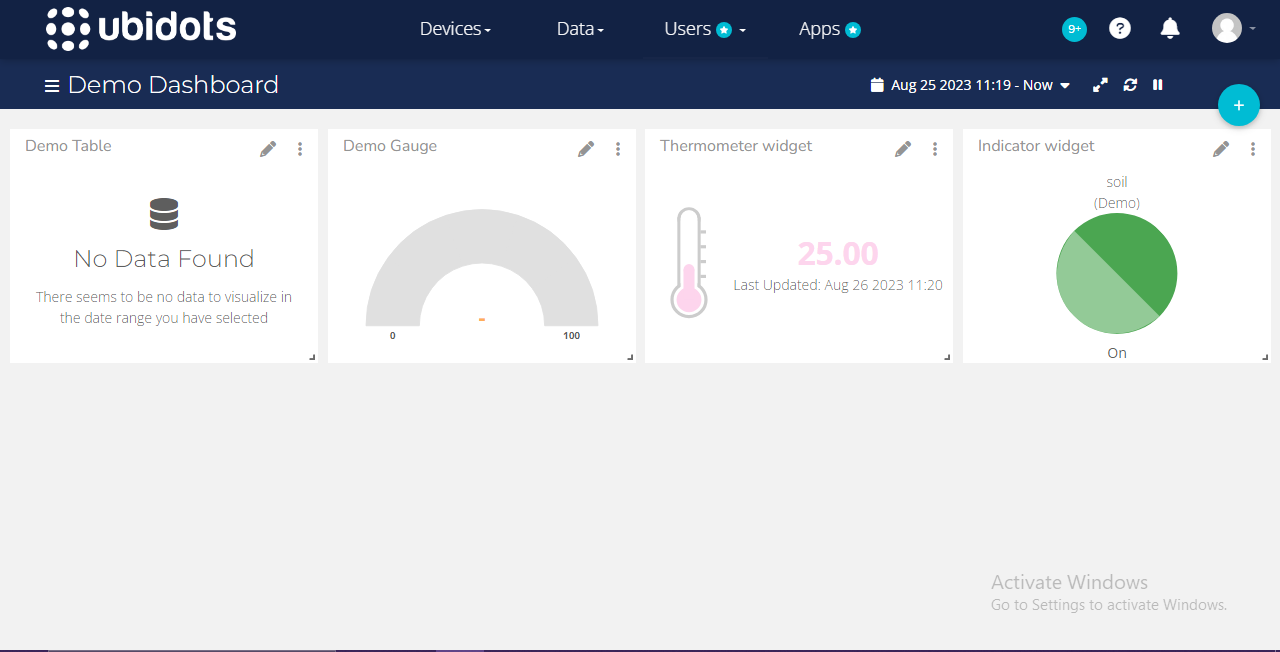 ubidots
Devices
Data
Users
Apps
9+
?
Demo Dashboard
Aug 25 2023 11:19 - Now
+
Demo Table
No Data Found
There seems to be no data to visualize in
the date range you have selected
Demo Gauge
-
0
100
Thermometer widget
25.00
Last Updated: Aug 26 2023 11:20
Indicator widget
soil
(Demo)
On
Activate Windows
Go to Settings to activate Windows.